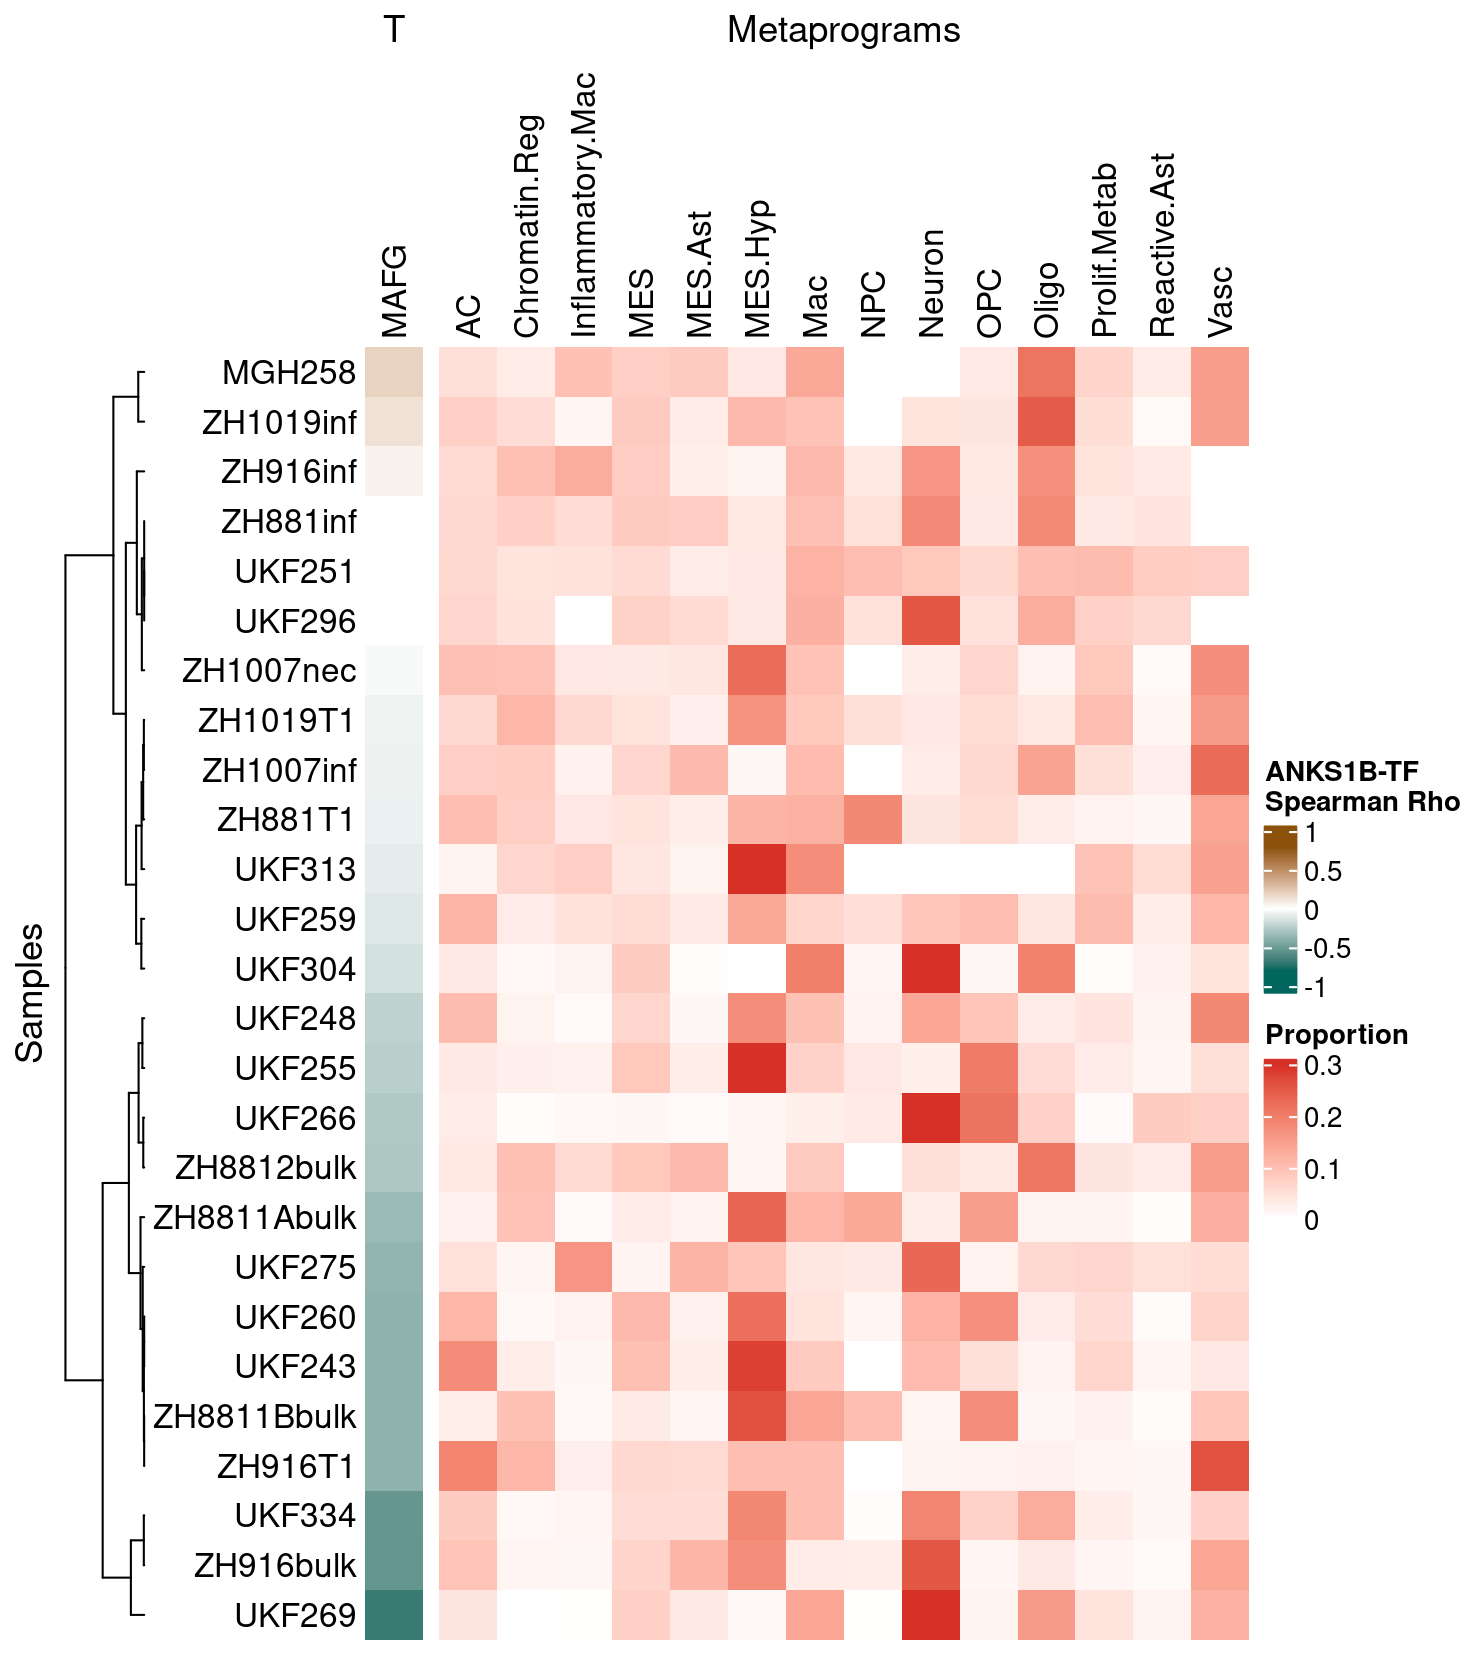 T
Metaprograms
MAFG
AC
Chromatin.Reg
Inflammatory.Mac
MES
MES.Ast
MES.Hyp
Mac
NPC
Neuron
OPC
Oligo
Prolif.Metab
Reactive.Ast
Vasc
Samples
MGH258
ZH1019inf
ZH916inf
ZH881inf
UKF251
UKF296
ZH1007nec
ZH1019T1
ZH1007inf
ZH881T1
UKF313
UKF259
UKF304
UKF248
UKF255
UKF266
ZH8812bulk
ZH8811Abulk
UKF275
UKF260
UKF243
ZH8811Bbulk
ZH916T1
UKF334
ZH916bulk
UKF269
ANKS1B-TF
Spearman Rho
1
0.5
0
-0.5
-1
Proportion
0.3
0.2
0.1
0